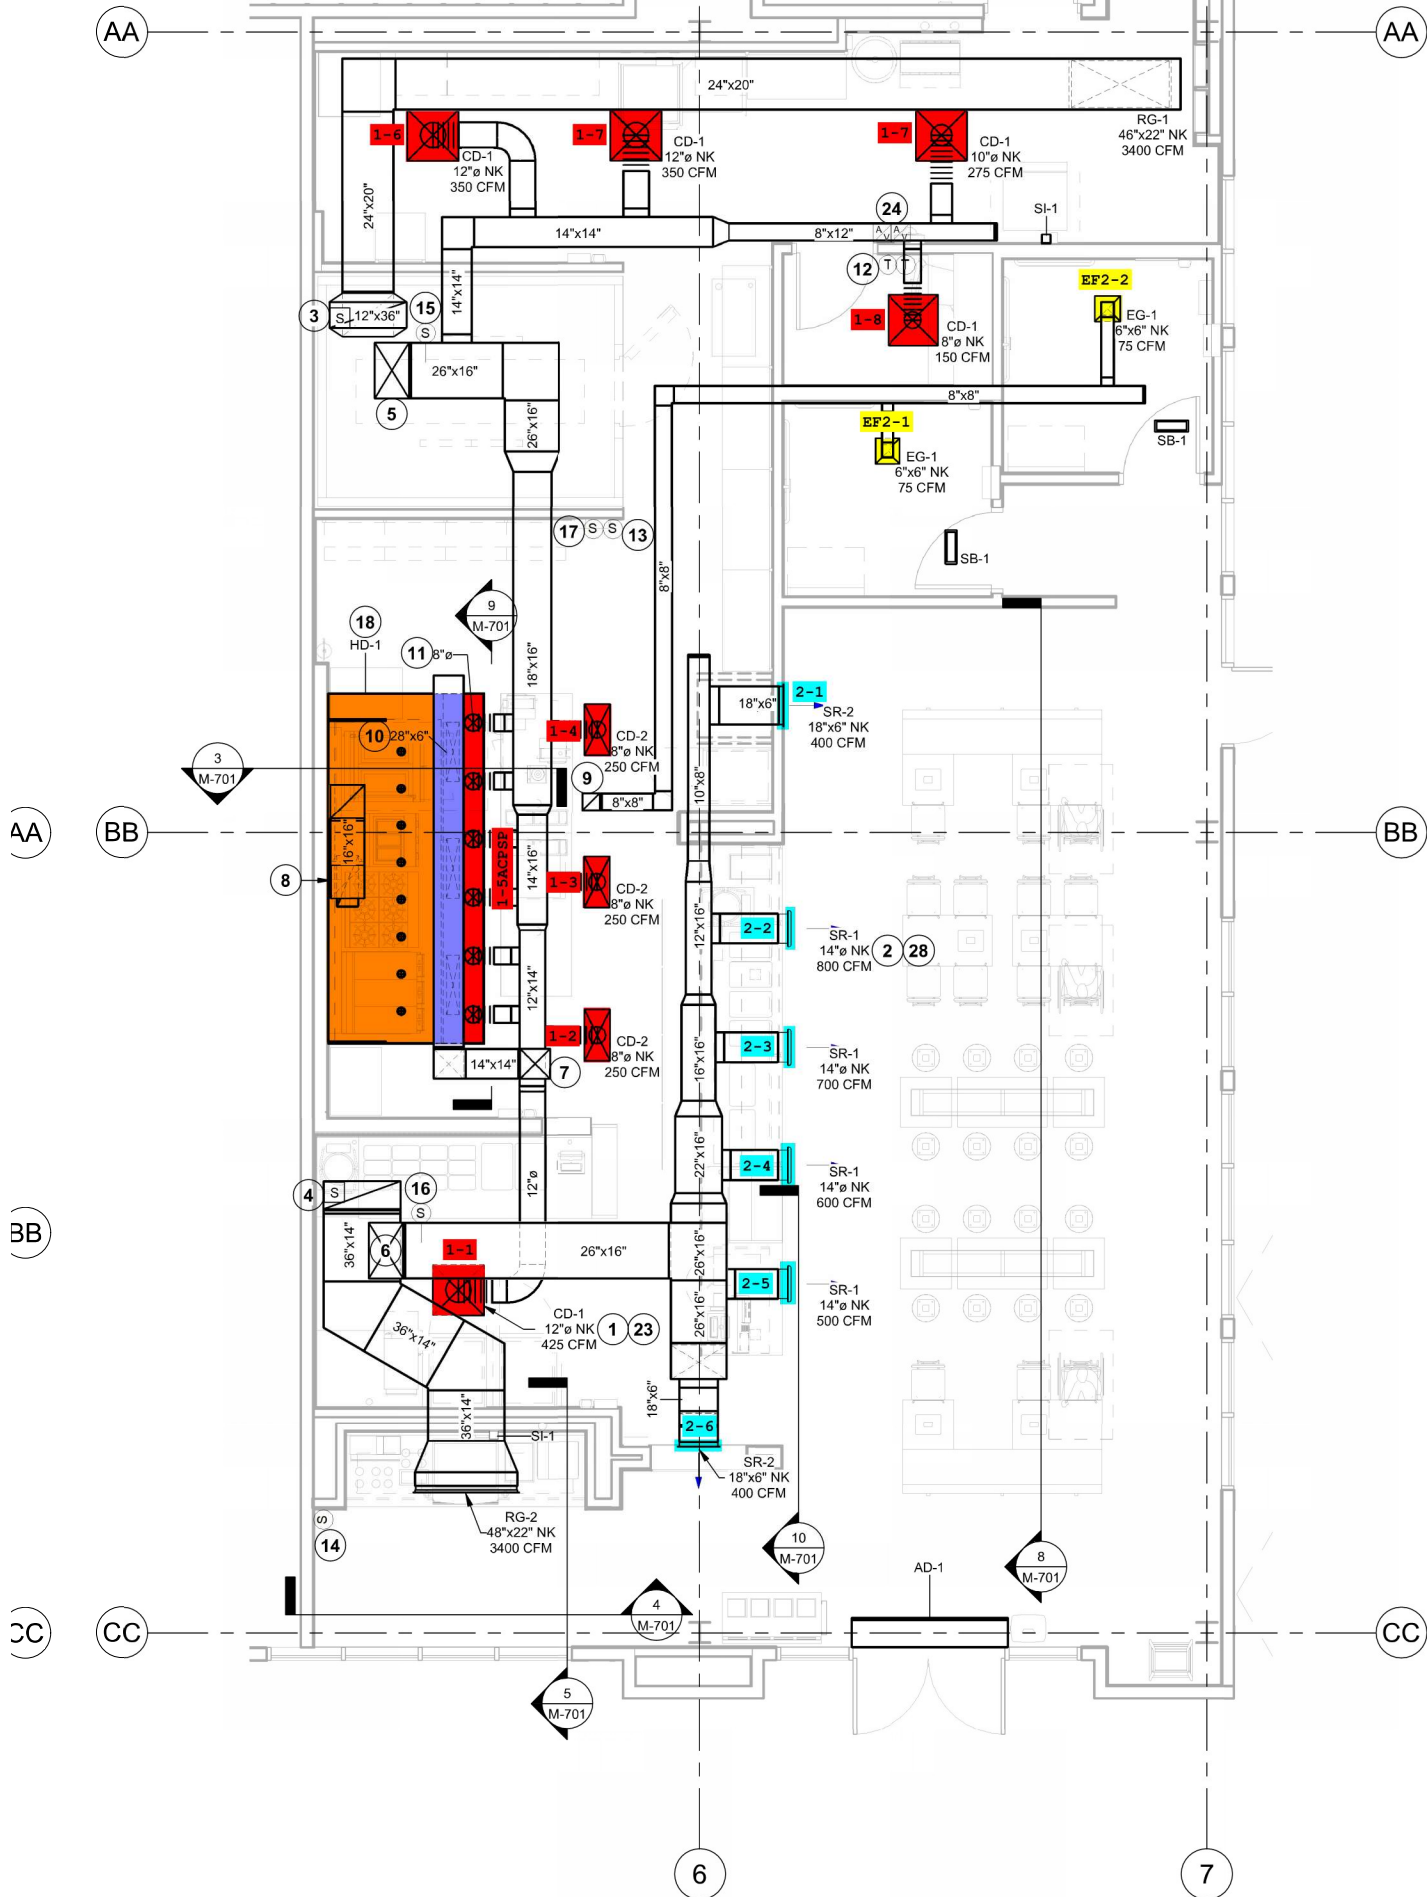 AA
AA
24"x20"
RG-1
46"x22" NK
3400 CFM
1-6
CD-1
12"ø NK
350 CFM
1-7
CD-1
12"ø NK
350 CFM
1-7
CD-1
10"ø NK
275 CFM
24"x20"
14"x14"
8"x12"
24
A
V
A
V
SI-1
12
T
T
14"x14"
3
S
12"x36"
15
S
EF2-2
EG-1
6"x6" NK
75 CFM
1-8
CD-1
8"ø NK
150 CFM
26"x16"
5
26"x16"
8"x8"
EF2-1
EG-1
6"x6" NK
75 CFM
SB-1
17
S
S
13
SB-1
8"x8"
9
M-701
18
HD-1
11
8"ø
18"x16"
10
28"x6"
1-4
CD-2
8"ø NK
250 CFM
18"x6"
2-1
SR-2
18"x6" NK
400 CFM
3
M-701
9
8"x8"
10"x8"
AA
BB
BB
16"x16"
8
1-5ACPSP
14"x16"
1-3
CD-2
8"ø NK
250 CFM
12"x16"
2-2
SR-1
14"ø NK
800 CFM
2
28
12"x14"
1-2
CD-2
8"ø NK
250 CFM
16"x16"
2-3
SR-1
14"ø NK
700 CFM
14"x14"
7
22"x16"
2-4
SR-1
14"ø NK
600 CFM
12"ø
4
S
16
S
BB
36"x14"
6
1-1
26"x16"
26"x16"
2-5
SR-1
14"ø NK
500 CFM
26"x16"
CD-1
12"ø NK
425 CFM
1
23
36"x14"
36"x14"
18"x6"
2-6
SI-1
SR-2
18"x6" NK
400 CFM
RG-2
48"x22" NK
3400 CFM
S
14
10
M-701
8
M-701
AD-1
4
M-701
CC
CC
CC
5
M-701
6
7